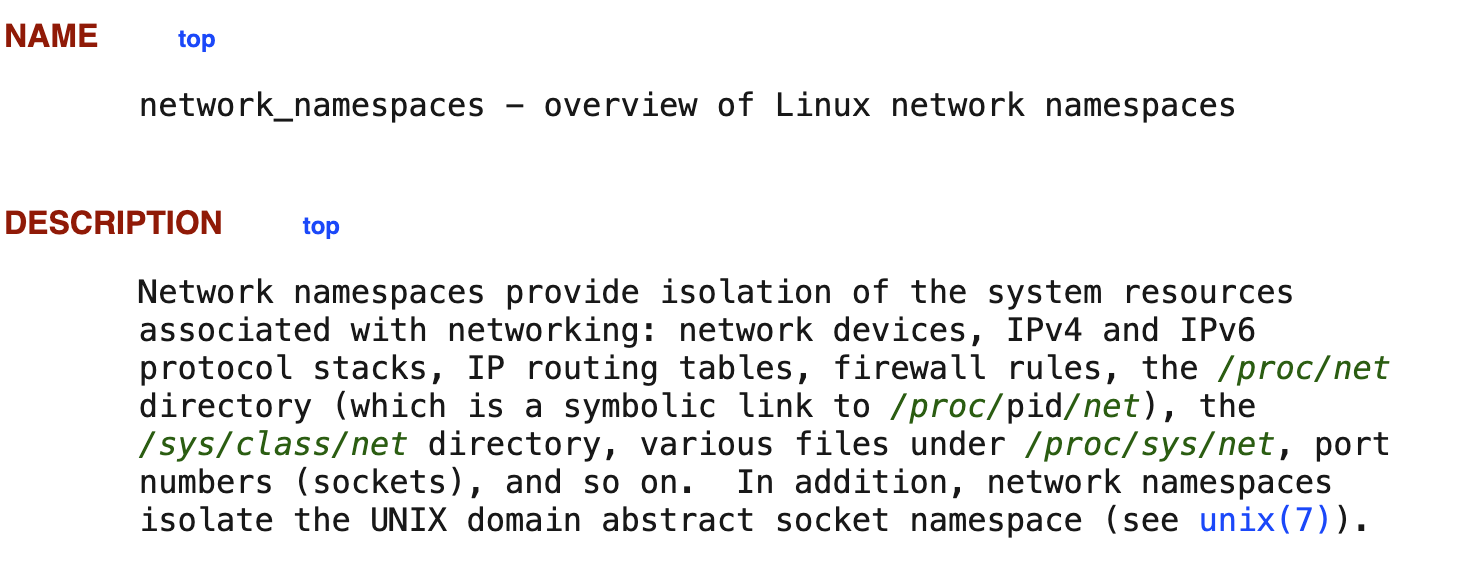 NAME top
network_namespaces – overview of Linux network namespaces
DESCRIPTION top
Network namespaces provide isolation of the system resources
associated with networking: network devices, IPv4 and IPv6
protocol stacks, IP routing tables, firewall rules, the /proc/net
directory (which is a symbolic link to /proc/pid/net), the
/sys/class/net directory, various files under /proc/sys/net, port
numbers (sockets), and so on.  In addition, network namespaces
isolate the UNIX domain abstract socket namespace (see unix(7)).